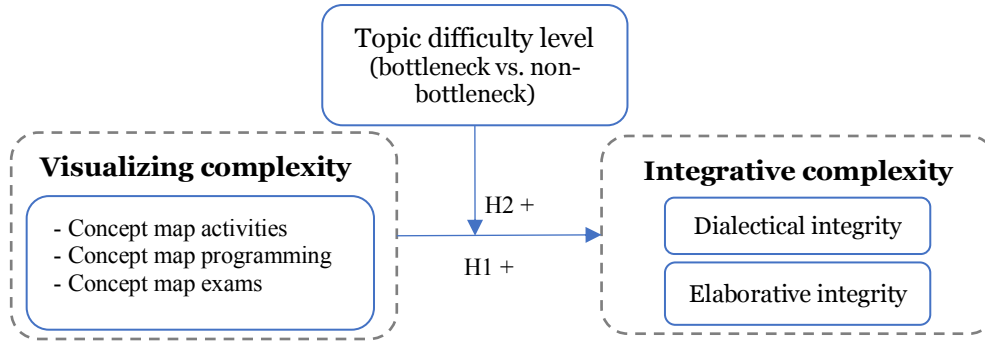 Topic difficulty level
(bottleneck vs. non-
bottleneck)
Visualizing complexity
- Concept map activities
- Concept map programming
- Concept map exams
H2 +
H1 +
Integrative complexity
Dialectical integrity
Elaborative integrity